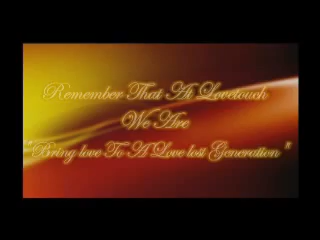 Remember That At Lovetouch
We Are
"Bring love To A Love lost Generation"